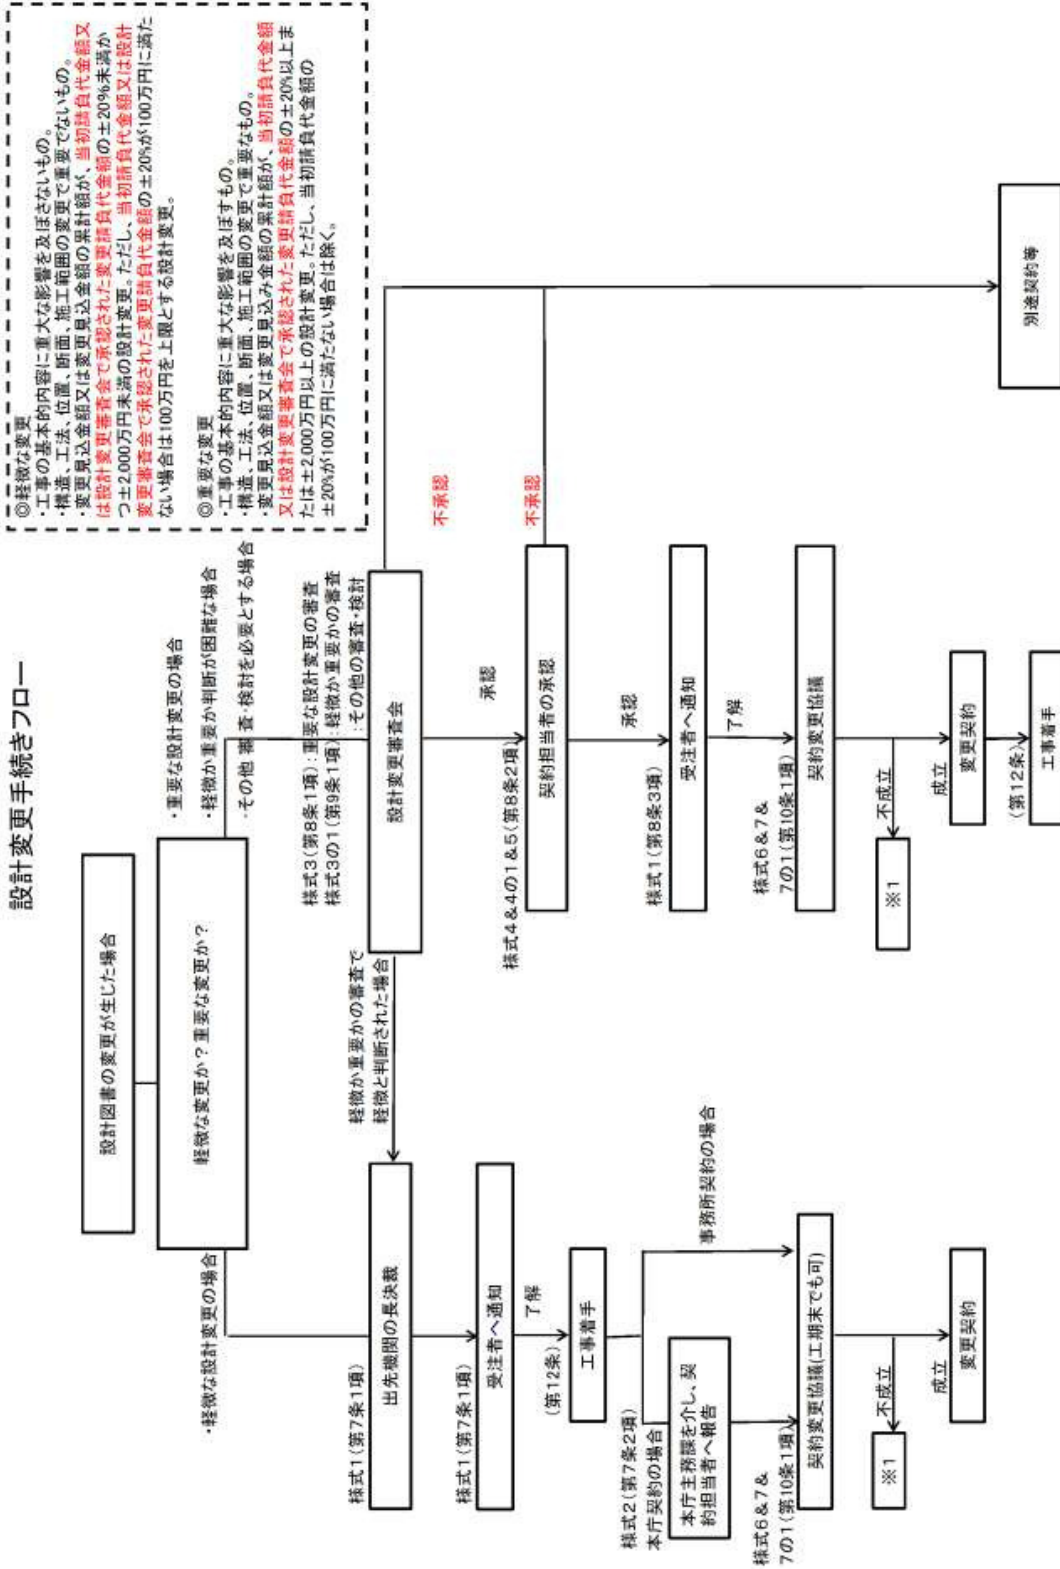 設計変更手続きフロー
◎軽微な変更
・工事の基本的内容に重大な影響を及ぼさないもの。
・構造、工法、位置、断面、施工範囲の変更で重要でないもの。
・変更見込金額又は変更見込金額の累計額が、当初請負代金額又
は設計変更審査会で承認された変更請負代金額の±20%未満か
つ±2,000万円未満の設計変更。ただし、当初請負代金額又は設計
変更審査会で承認された変更請負代金額の±20%が100万円に満た
ない場合は100万円を上限とする設計変更。
◎重要な変更
・工事の基本的内容に重大な影響を及ぼすもの。
・構造、工法、位置、断面、施工範囲の変更で重要なもの。
・変更見込金額又は変更見込み金額の累計額が、当初請負代金額
又は設計変更審査会で承認された変更請負代金額の±20%以上ま
たは±2,000万円以上の設計変更。ただし、当初請負代金額の
±20%が100万円に満たない場合は除く。
設計図書の変更が生じた場合
軽微な変更か？重要な変更か？
・軽微な設計変更の場合
・重要な設計変更の場合
・軽微か重要か判断が困難な場合
・その他 審査・検討を必要とする場合
様式3(第8条1項):重要な設計変更の審査
様式3の1(第9条1項):軽微か重要かの審査
:その他の審査・検討
設計変更審査会
軽微か重要かの審査で
軽微と判断された場合
様式1(第7条1項)
出先機関の長決裁
様式1(第7条1項)
受注者へ通知
了解
(第12条)
工事着手
様式2(第7条2項)
本庁契約の場合
事務所契約の場合
本庁主務課を介し、契
約担当者へ報告
様式6&7&
7の1(第10条1項)
契約変更協議(工期末でも可)
不成立
※1
成立
変更契約
承認
不承認
様式4&4の1&5(第8条2項)
契約担当者の承認
不承認
承認
様式1(第8条3項)
受注者へ通知
了解
様式6&7&
7の1(第10条1項)
契約変更協議
不成立
※1
成立
変更契約
(第12条)
工事着手
別途契約等